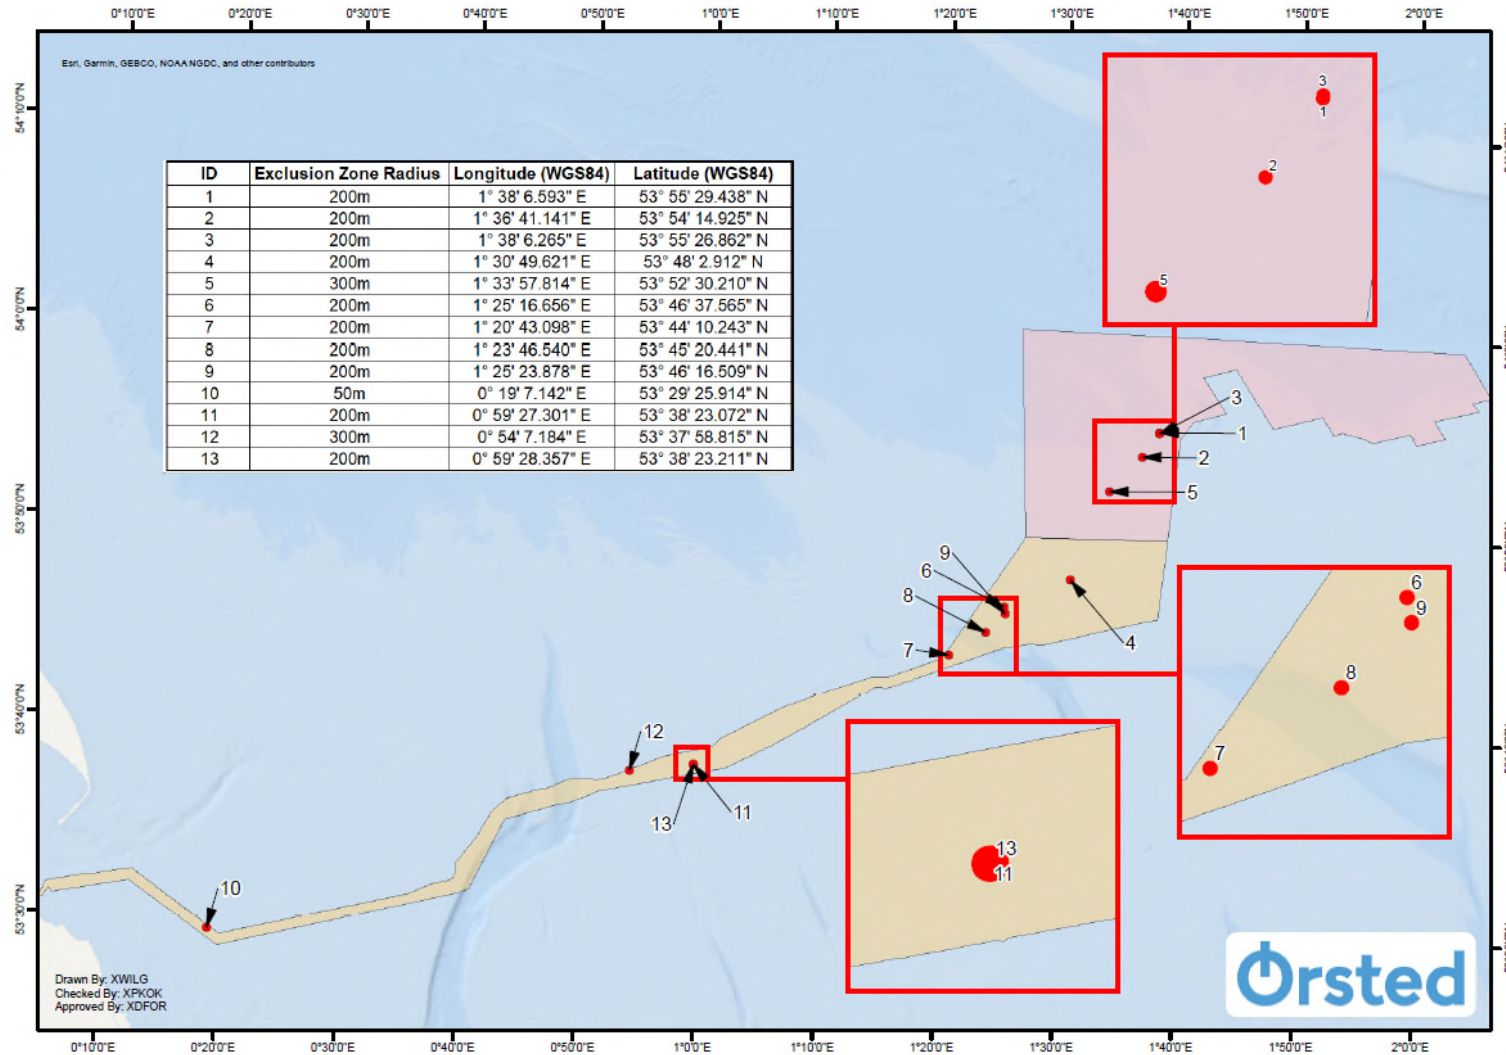 0°10'0"E 0°20'0"E 0°30'0"E 0°40'0"E 0°50'0"E 1°0'0"E 1°10'0"E 1°20'0"E 1°30'0"E 1°40'0"E 1°50'0"E 2°0'0"E
Esri, Garmin, GEBCO, NOAA NGDC, and other contributors
54°10'0"N
54°0'0"N
53°50'0"N
53°40'0"N
53°30'0"N
ID Exclusion Zone Radius Longitude (WGS84) Latitude (WGS84)
1 200m 1° 38' 6.593" E 53° 55' 29.438" N
2 200m 1° 36' 41.141" E 53° 54' 14.925" N
3 200m 1° 38' 6.265" E 53° 55' 26.862" N
4 200m 1° 30' 49.621" E 53° 48' 2.912" N
5 300m 1° 33' 57.814" E 53° 52' 30.210" N
6 200m 1° 25' 16.656" E 53° 46' 37.565" N
7 200m 1° 20' 43.098" E 53° 44' 10.243" N
8 200m 1° 23' 46.540" E 53° 45' 20.441" N
9 200m 1° 25' 23.878" E 53° 46' 16.509" N
10 50m 0° 19' 7.142" E 53° 29' 25.914" N
11 200m 0° 59' 27.301" E 53° 38' 23.072" N
12 300m 0° 54' 7.184" E 53° 37' 58.815" N
13 200m 0° 59' 28.357" E 53° 38' 23.211" N
3
1
2
5
3
1
2
5
9
6
8
7
4
6
9
8
7
12
13
11
13
11
10
Drawn By: XWILG
Checked By: XPKOK
Approved By: XDFOR
Ørsted
0°10'0"E 0°20'0"E 0°30'0"E 0°40'0"E 0°50'0"E 1°0'0"E 1°10'0"E 1°20'0"E 1°30'0"E 1°40'0"E 1°50'0"E 2°0'0"E